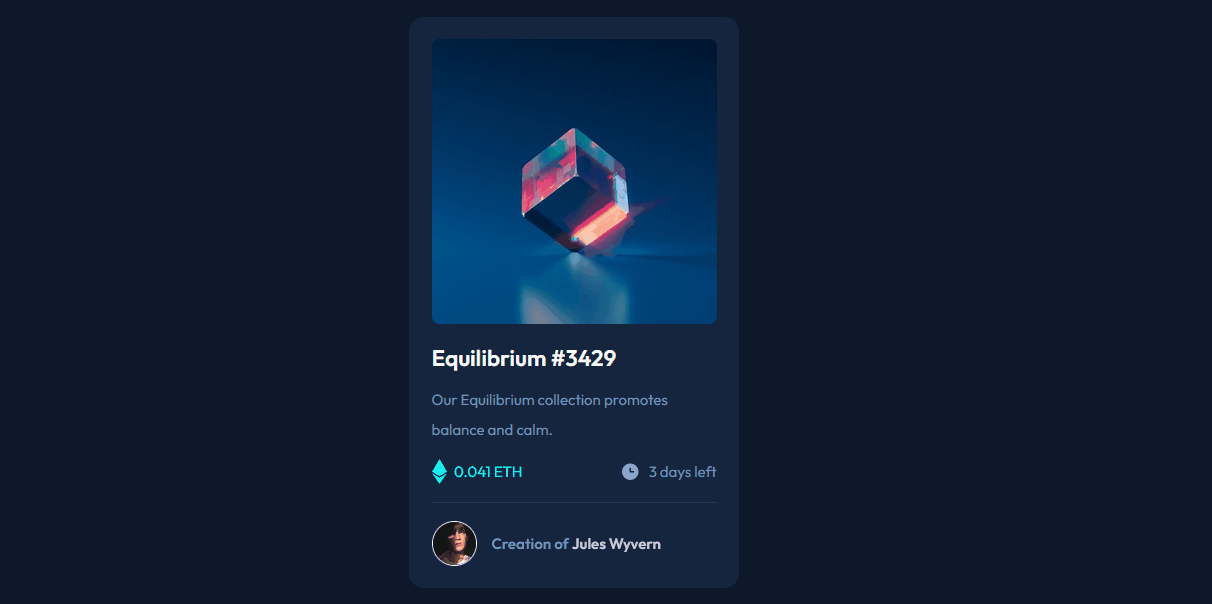 Equilibrium #3429
Our Equilibrium collection promotes
balance and calm.
0.041 ETH
3 days left
Creation of Jules Wyvern